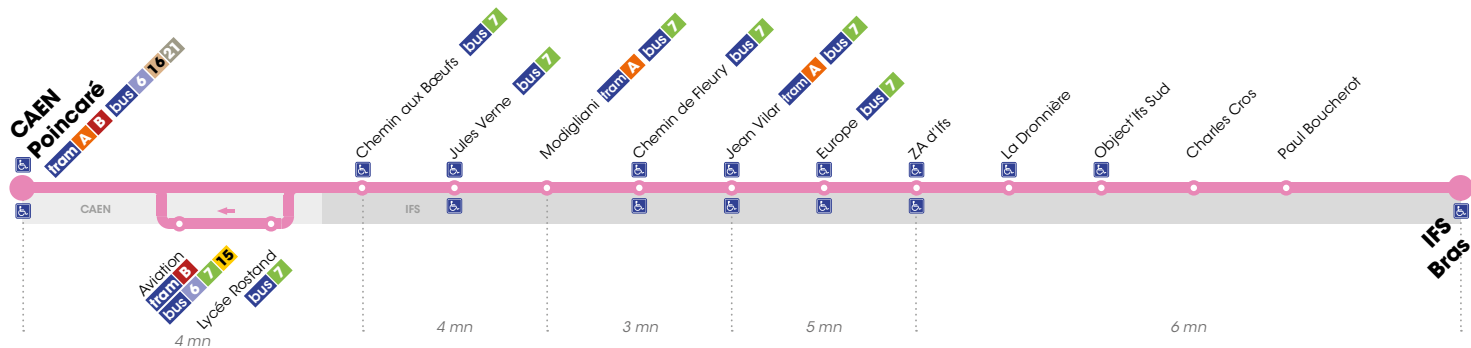 CAEN
Poincaré
tram A B bus 6 16 21
Chemin aux Bœufs bus 7
Jules Verne bus 7
Modigliani tram A bus 7
Chemin de Fleury bus 7
Jean Vilar tram A bus 7
Europe bus 7
ZA d'Ifs
La Dronnière
Object'Ifs Sud
Charles Cros
Paul Boucherot
IFS
Bras
CAEN
IFS
Aviation
tram B
bus 6 7 15
Lycée Rostand
bus 7
4 mn
4 mn
3 mn
5 mn
6 mn